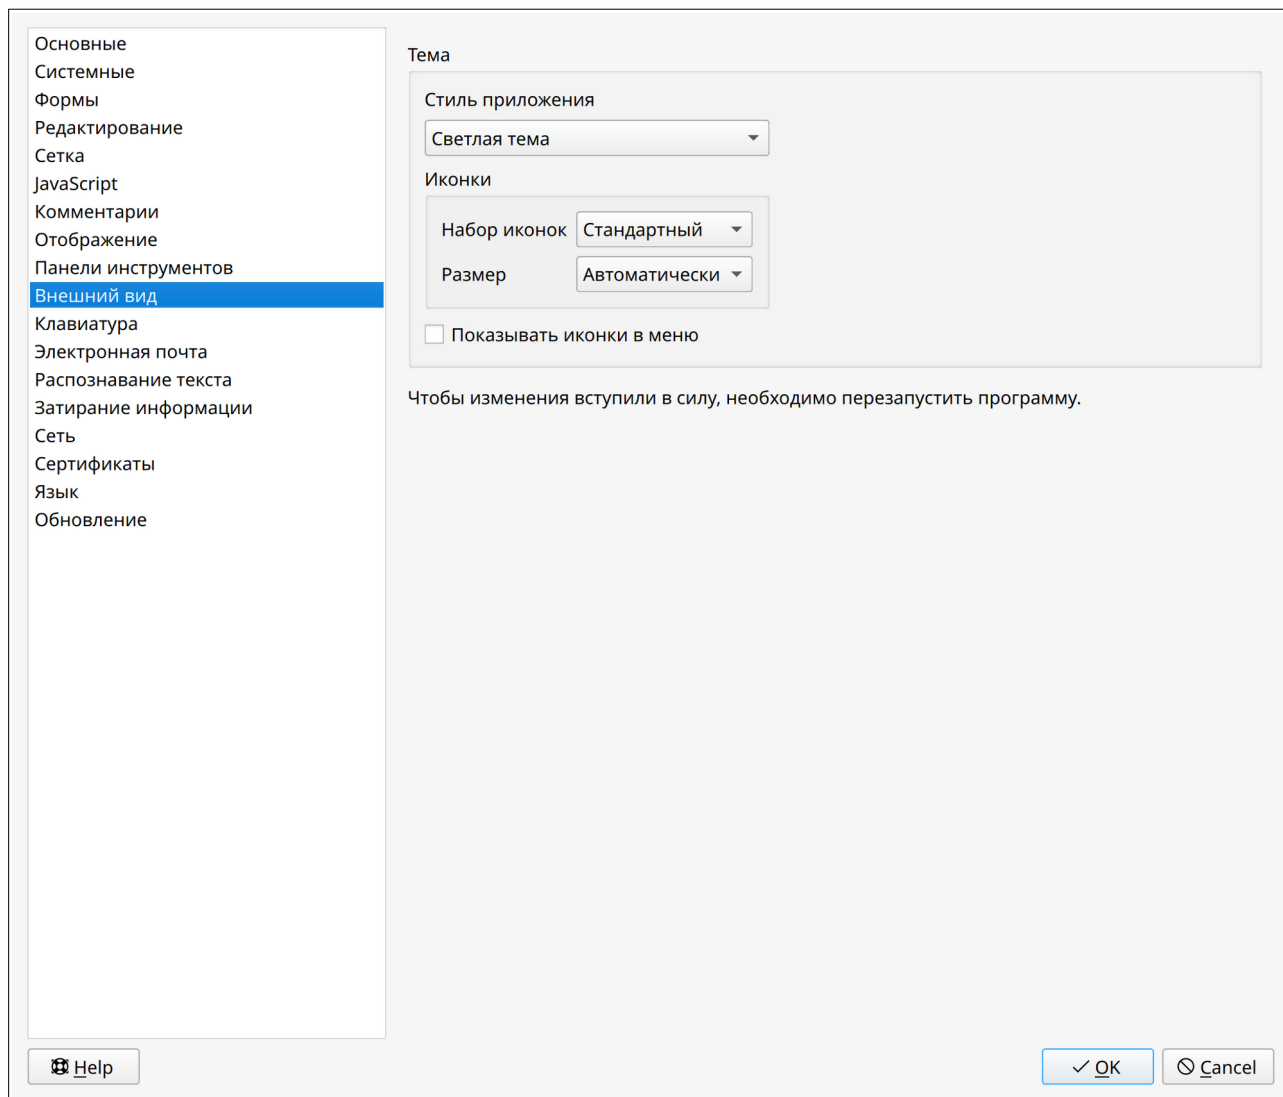 Основные
Системные
Формы
Редактирование
Сетка
JavaScript
Комментарии
Отображение
Панели инструментов
Внешний вид
Клавиатура
Электронная почта
Распознавание текста
Затирание информации
Сеть
Сертификаты
Язык
Обновление
Тема
Стиль приложения
Светлая тема
Иконки
Набор иконок Стандартный
Размер Автоматически
Показывать иконки в меню
Чтобы изменения вступили в силу, необходимо перезапустить программу.
Help OK Cancel